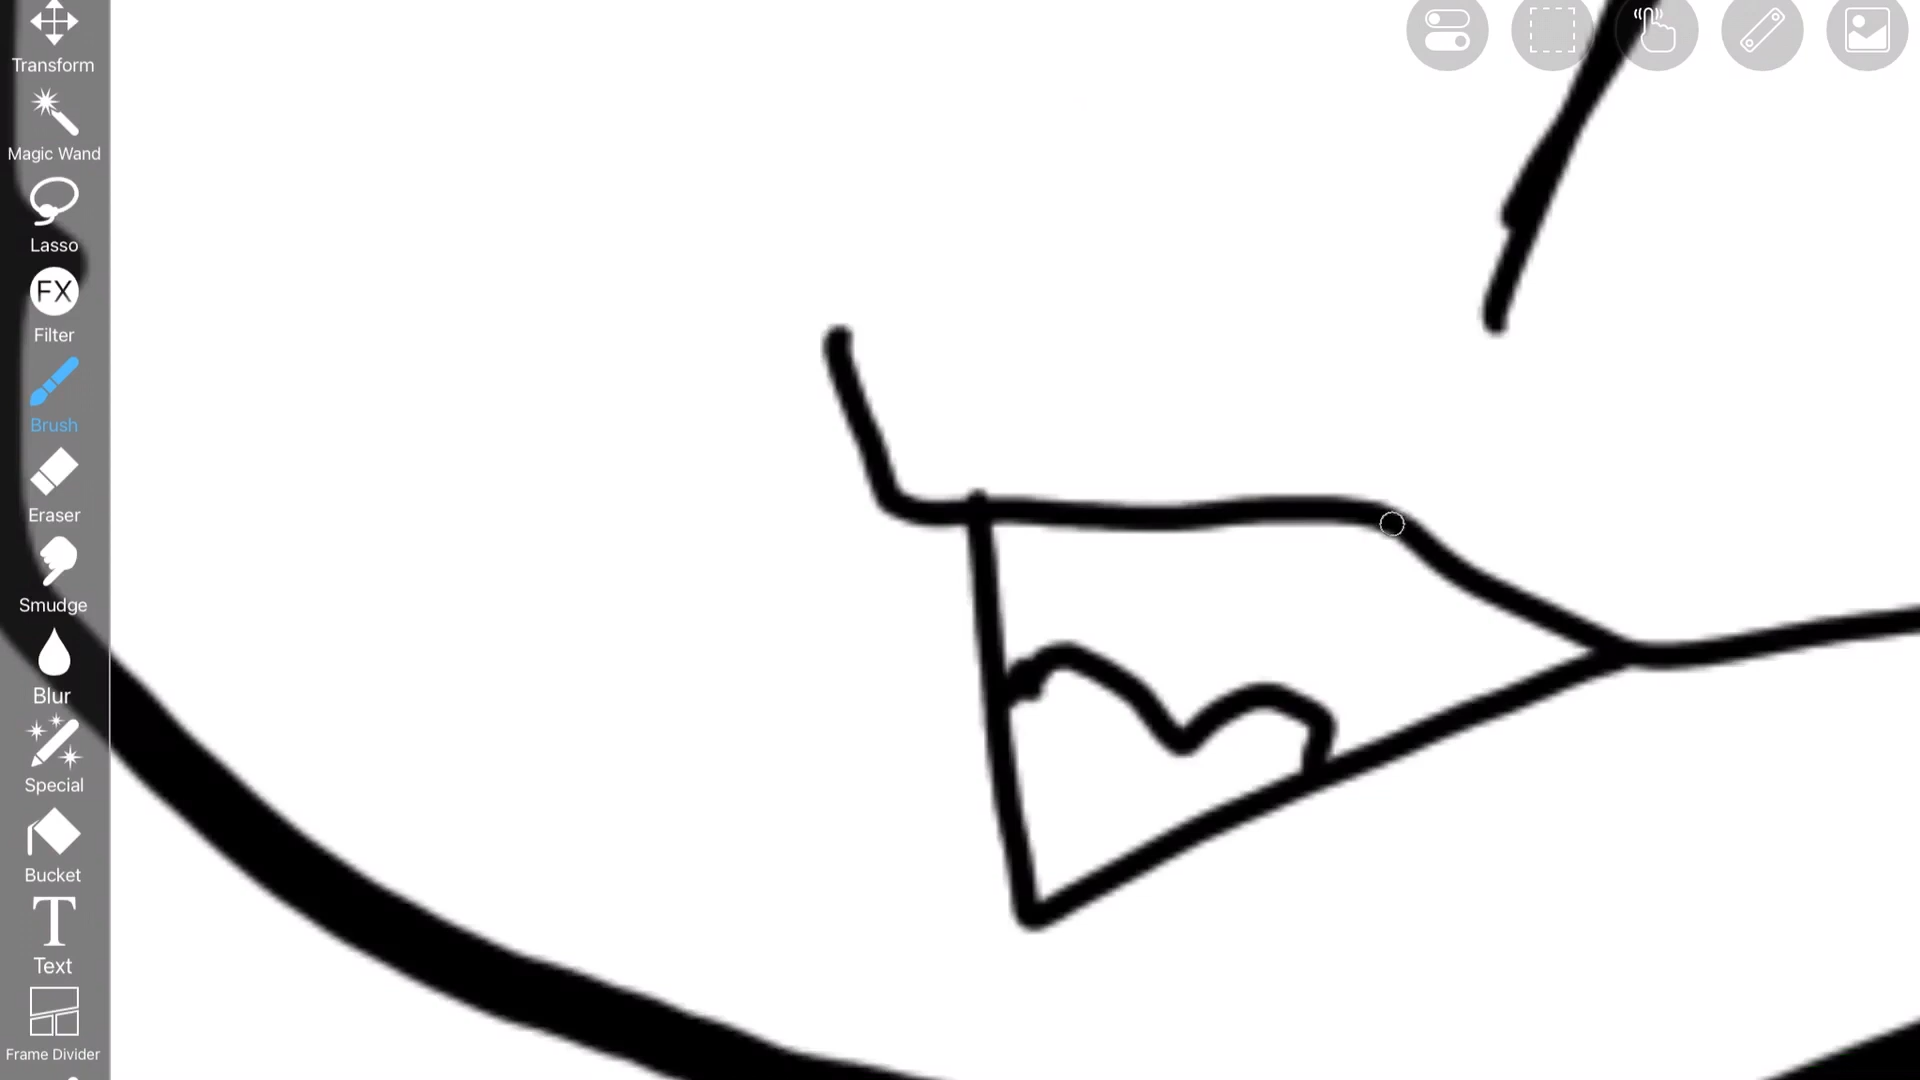 Transform
Magic Wand
Lasso
FX
Filter
Brush
Eraser
Smudge
Blur
Special
Bucket
T
Text
Frame Divider